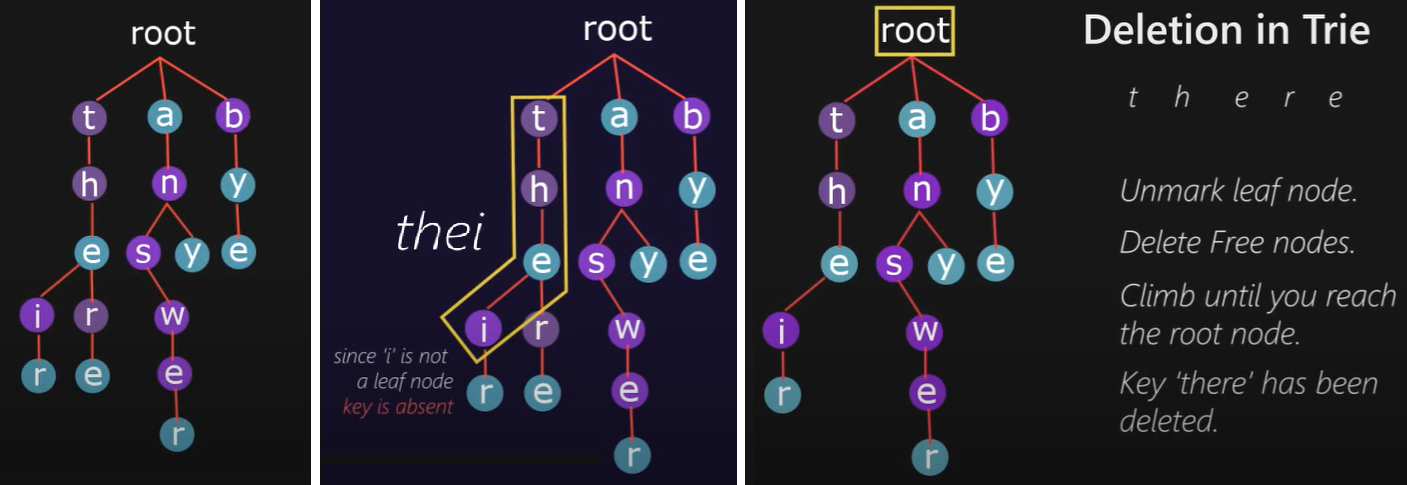 root
t a b
h n y
e s y e
i r w
r e e
r
root
t a b
h n y
thei
e s y e
i r w
since 'i' is not
a leaf node
key is absent
r e e
r
root
t a b
h n y
e s y e
i w
r e
r
Deletion in Trie
t h e r e
Unmark leaf node.
Delete Free nodes.
Climb until you reach
the root node.
Key 'there' has been
deleted.